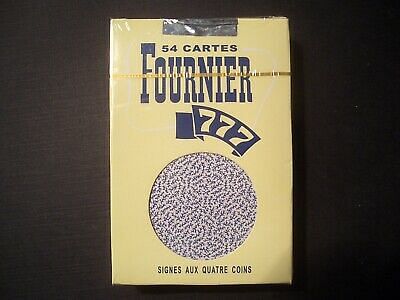 54 CARTES
FOURNIER
777
SIGNES AUX QUATRE COINS